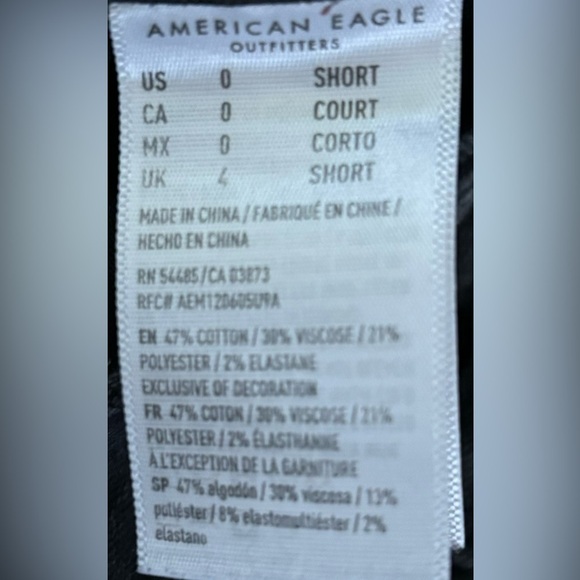 AMERICAN EAGLE
OUTFITTERS
US 0 SHORT
CA 0 COURT
MX 0 CORTO
UK 4 SHORT
MADE IN CHINA / FABRIQUÉ EN CHINE /
HECHO EN CHINA
RN 54485/CA 03873
RFC# AEM120605U9A
EN 47% COTTON / 30% VISCOSE / 21%
POLYESTER / 2% ELASTANE
EXCLUSIVE OF DECORATION
FR 47% COTON / 30% VISCOSE / 21%
POLYESTER / 2% ÉLASTHANNE
À L'EXCEPTION DE LA GARNITURE
SP 47% algodón / 30% viscosa / 13%
poliéster / 8% elastomultiéster / 2%
elastano